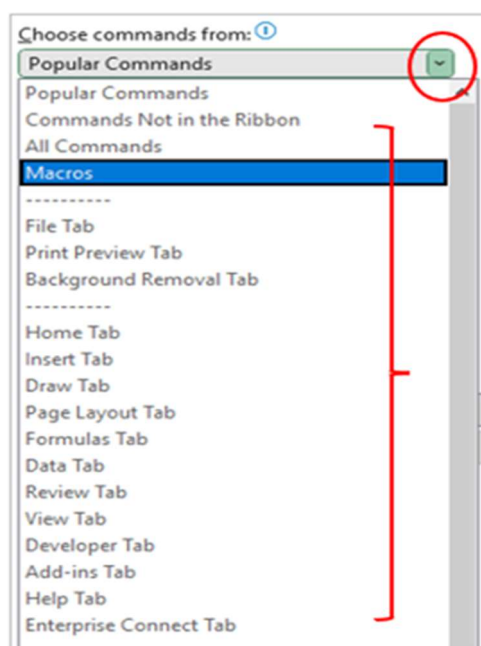 Choose commands from:
Popular Commands
Popular Commands
Commands Not in the Ribbon
All Commands
Macros
----------
File Tab
Print Preview Tab
Background Removal Tab
----------
Home Tab
Insert Tab
Draw Tab
Page Layout Tab
Formulas Tab
Data Tab
Review Tab
View Tab
Developer Tab
Add-ins Tab
Help Tab
Enterprise Connect Tab